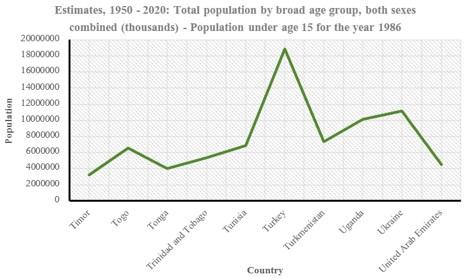 Estimates, 1950 - 2020: Total population by broad age group, both sexes
combined (thousands) - Population under age 15 for the year 1986
20000000
18000000
16000000
14000000
12000000
10000000
8000000
6000000
4000000
2000000
0
Population
Timor
Togo
Tonga
Trinidad and Tobago
Tunisia
Turkey
Turkmenistan
Uganda
Ukraine
United Arab Emirates
Country